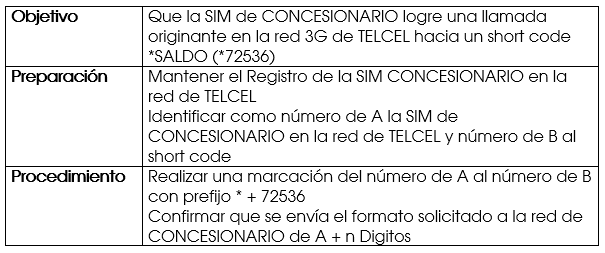 Objetivo
Que la SIM de CONCESIONARIO logre una llamada
originante en la red 3G de TELCEL hacia un short code
*SALDO (*72536)
Preparación
Mantener el Registro de la SIM CONCESIONARIO en la
red de TELCEL
Identificar como número de A la SIM de
CONCESIONARIO en la red de TELCEL y número de B al
short code
Procedimiento
Realizar una marcación del número de A al número de B
con prefijo * + 72536
Confirmar que se envía el formato solicitado a la red de
CONCESIONARIO de A + n Digitos